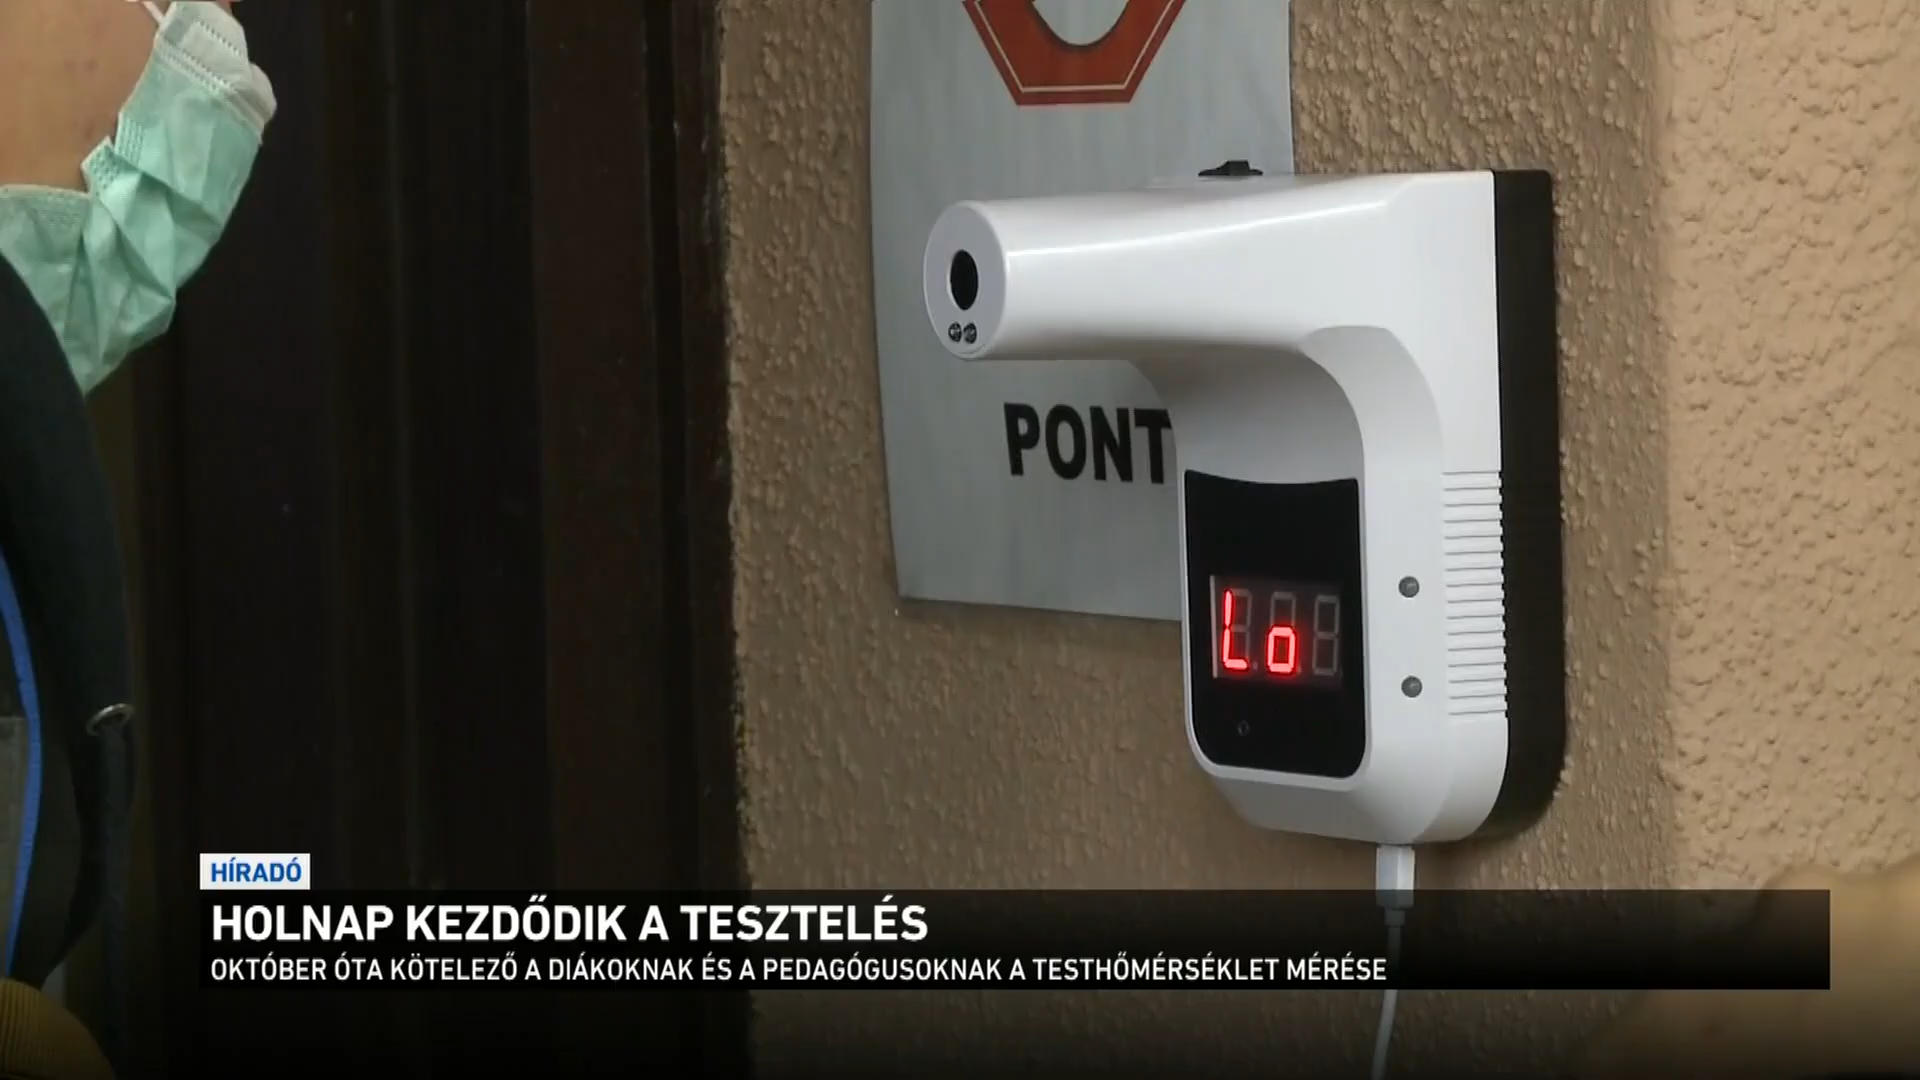 PONT
Lo
HÍRADÓ
HOLNAP KEZDŐDIK A TESZTELÉS
OKTÓBER ÓTA KÖTELEZŐ A DIÁKOKNAK ÉS A PEDAGÓGUSOKNAK A TESTHŐMÉRSÉKLET MÉRÉSE